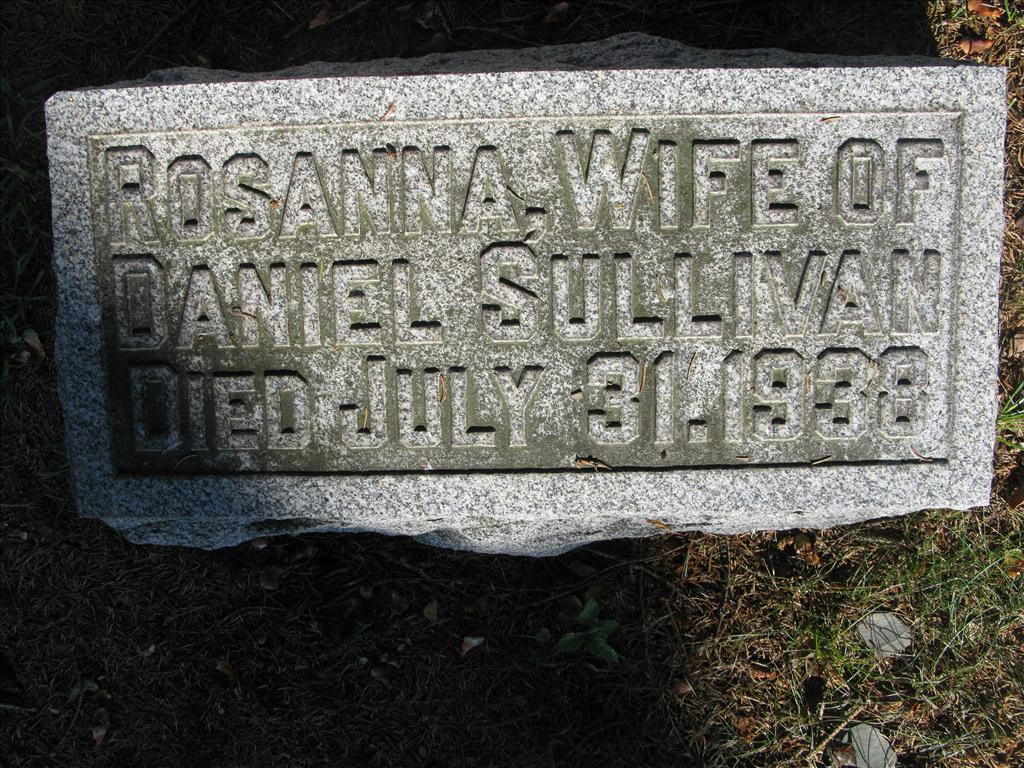 ROSANNA, WIFE OF
DANIEL SULLIVAN
DIED JULY 31. 1938